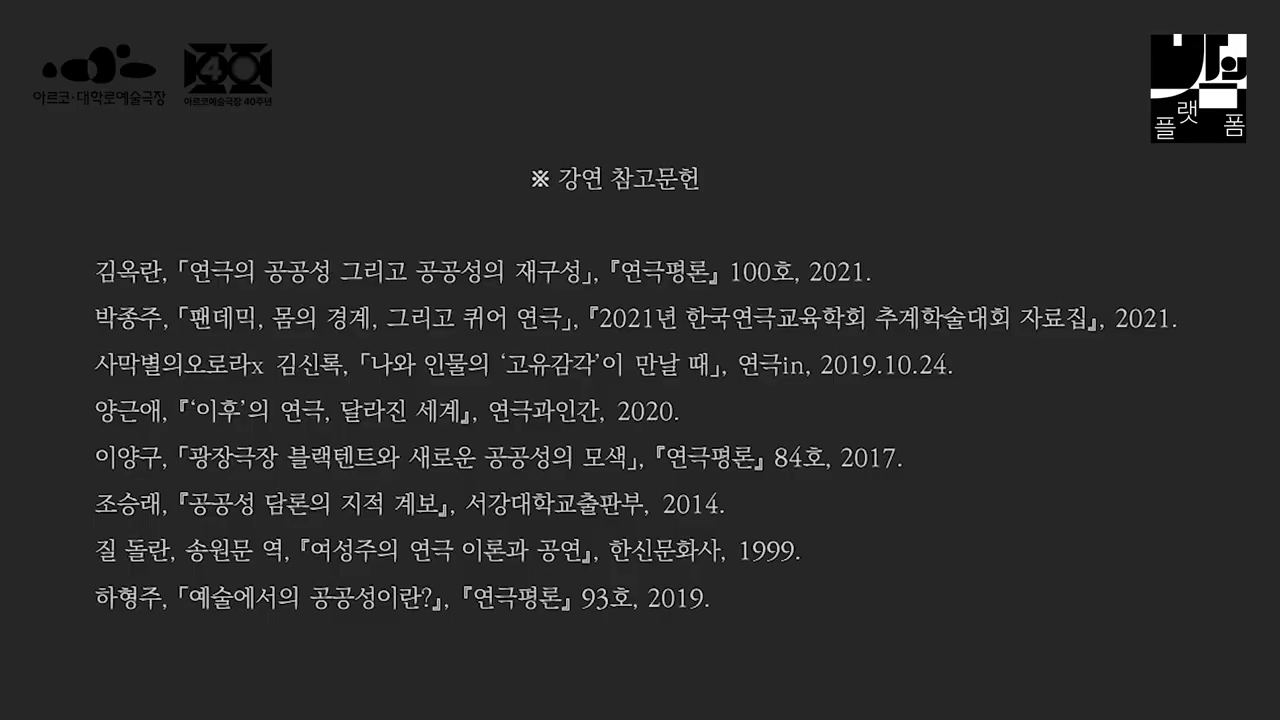 아르코·대학로예술극장
40
아르코예술극장 40주년
플랫폼
※ 강연 참고문헌
김옥란, 「연극의 공공성 그리고 공공성의 재구성」, 『연극평론』 100호, 2021.
박종주, 「팬데믹, 몸의 경계, 그리고 퀴어 연극」, 『2021년 한국연극교육학회 추계학술대회 자료집』, 2021.
사막별의오로라x 김신록, 「나와 인물의 ‘고유감각’이 만날 때」, 연극in, 2019.10.24.
양근애, 『‘이후’의 연극, 달라진 세계』, 연극과인간, 2020.
이양구, 「광장극장 블랙텐트와 새로운 공공성의 모색」, 『연극평론』 84호, 2017.
조승래, 『공공성 담론의 지적 계보』, 서강대학교출판부, 2014.
질 돌란, 송원문 역, 『여성주의 연극 이론과 공연』, 한신문화사, 1999.
하형주, 「예술에서의 공공성이란?』, 『연극평론』 93호, 2019.